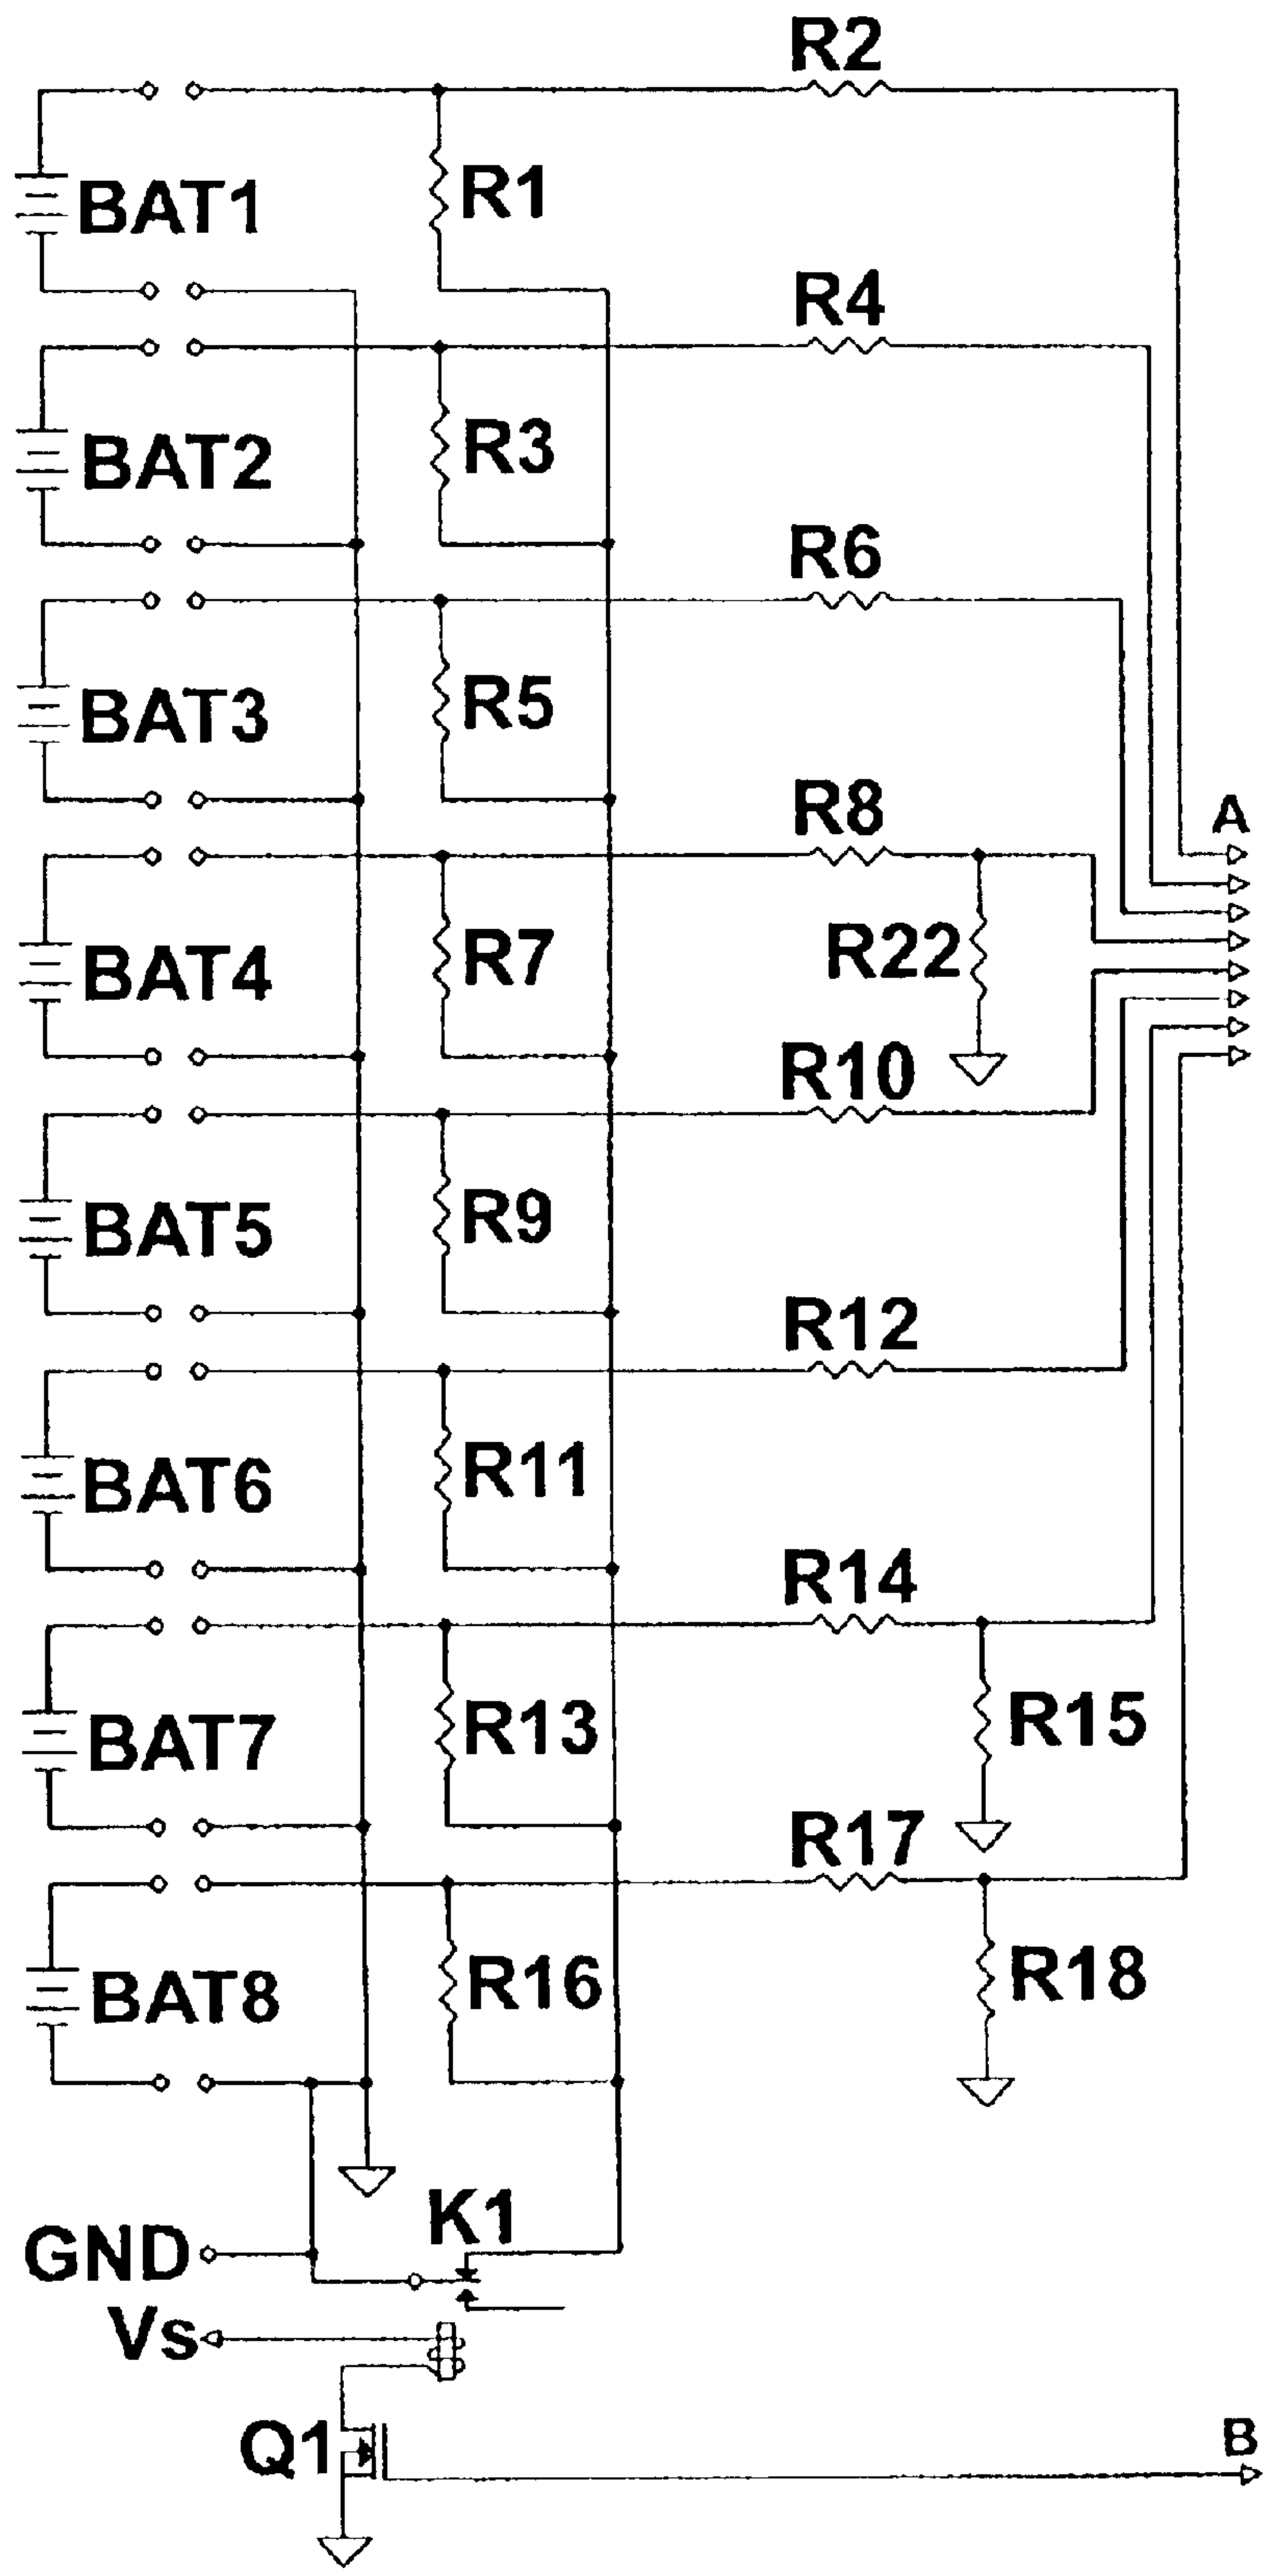 R2
BAT1
R1
R4
BAT2
R3
R6
BAT3
R5
R8
A
BAT4
R7
R22
R10
BAT5
R9
R12
BAT6
R11
R14
BAT7
R13
R15
R17
BAT8
R16
R18
K1
GND
Vs
Q1
B